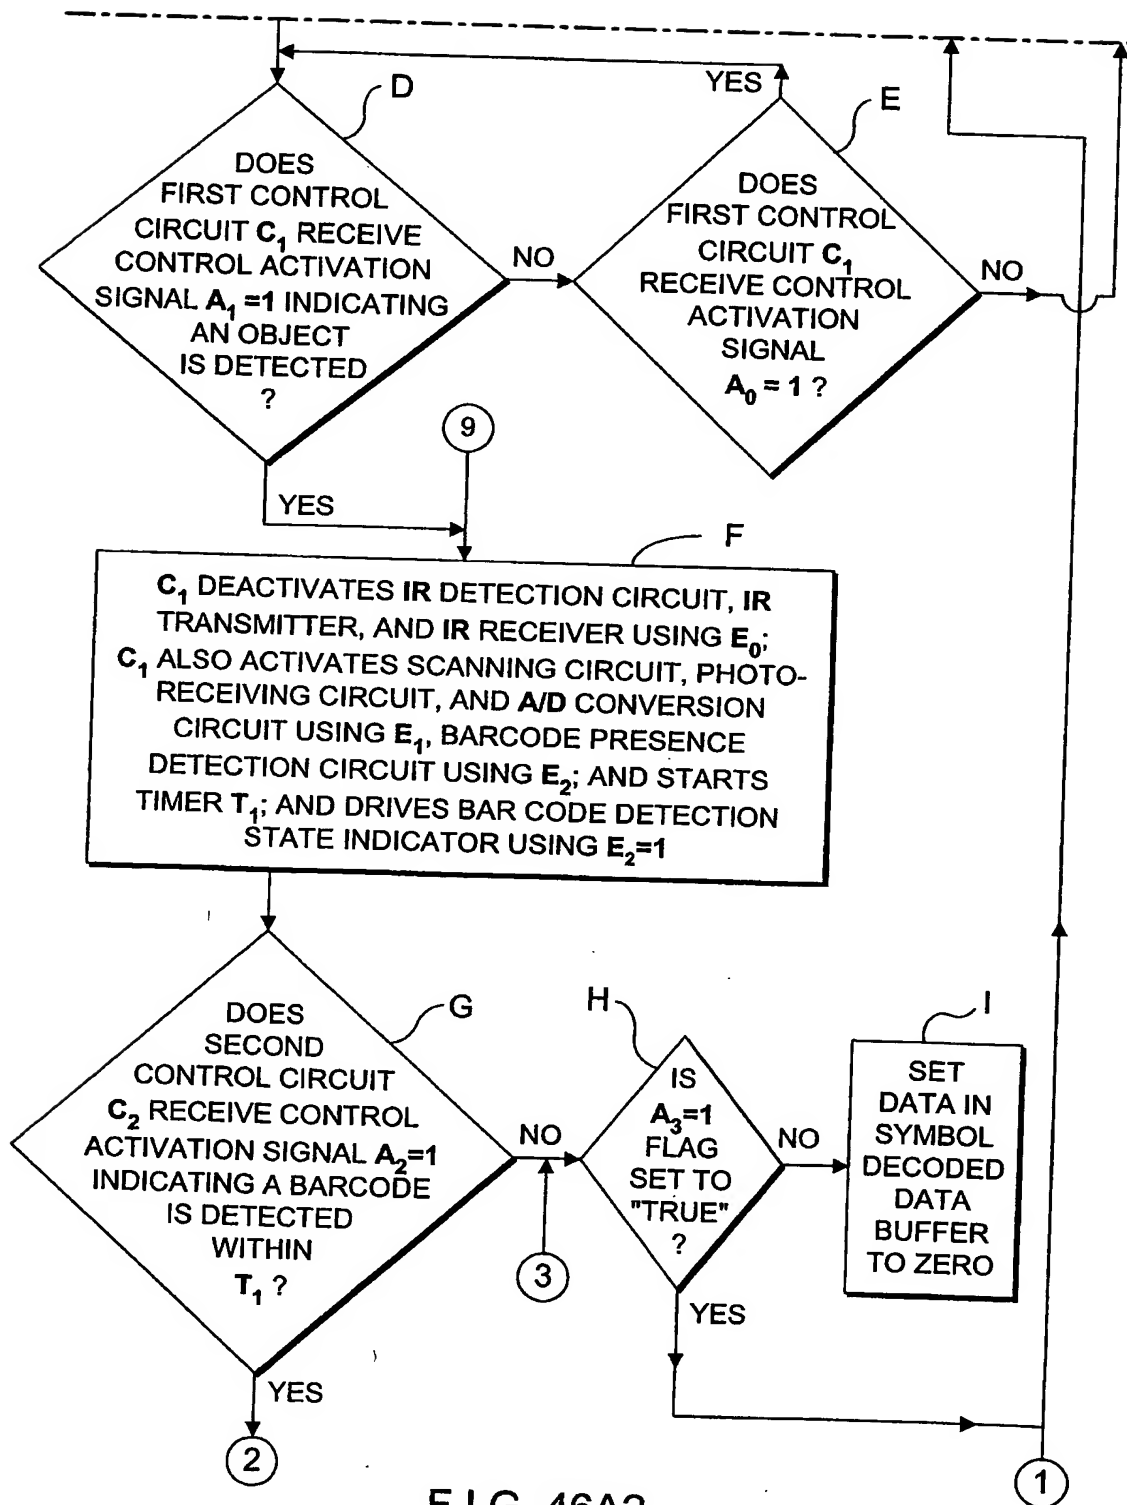 YES
D
E
DOES
FIRST CONTROL
CIRCUIT C1 RECEIVE
CONTROL ACTIVATION
SIGNAL A1 =1 INDICATING
AN OBJECT
IS DETECTED
?
NO
DOES
FIRST CONTROL
CIRCUIT C1
RECEIVE CONTROL
ACTIVATION
SIGNAL
A0 = 1 ?
NO
9
YES
F
C1 DEACTIVATES IR DETECTION CIRCUIT, IR
TRANSMITTER, AND IR RECEIVER USING E0;
C1 ALSO ACTIVATES SCANNING CIRCUIT, PHOTO-
RECEIVING CIRCUIT, AND A/D CONVERSION
CIRCUIT USING E1, BARCODE PRESENCE
DETECTION CIRCUIT USING E2; AND STARTS
TIMER T1; AND DRIVES BAR CODE DETECTION
STATE INDICATOR USING E2=1
G
DOES
SECOND
CONTROL CIRCUIT
C2 RECEIVE CONTROL
ACTIVATION SIGNAL A2=1
INDICATING A BARCODE
IS DETECTED
WITHIN
T1 ?
NO
3
H
IS
A3=1
FLAG
SET TO
"TRUE"
?
NO
I
SET
DATA IN
SYMBOL
DECODED
DATA
BUFFER
TO ZERO
YES
YES
2
1